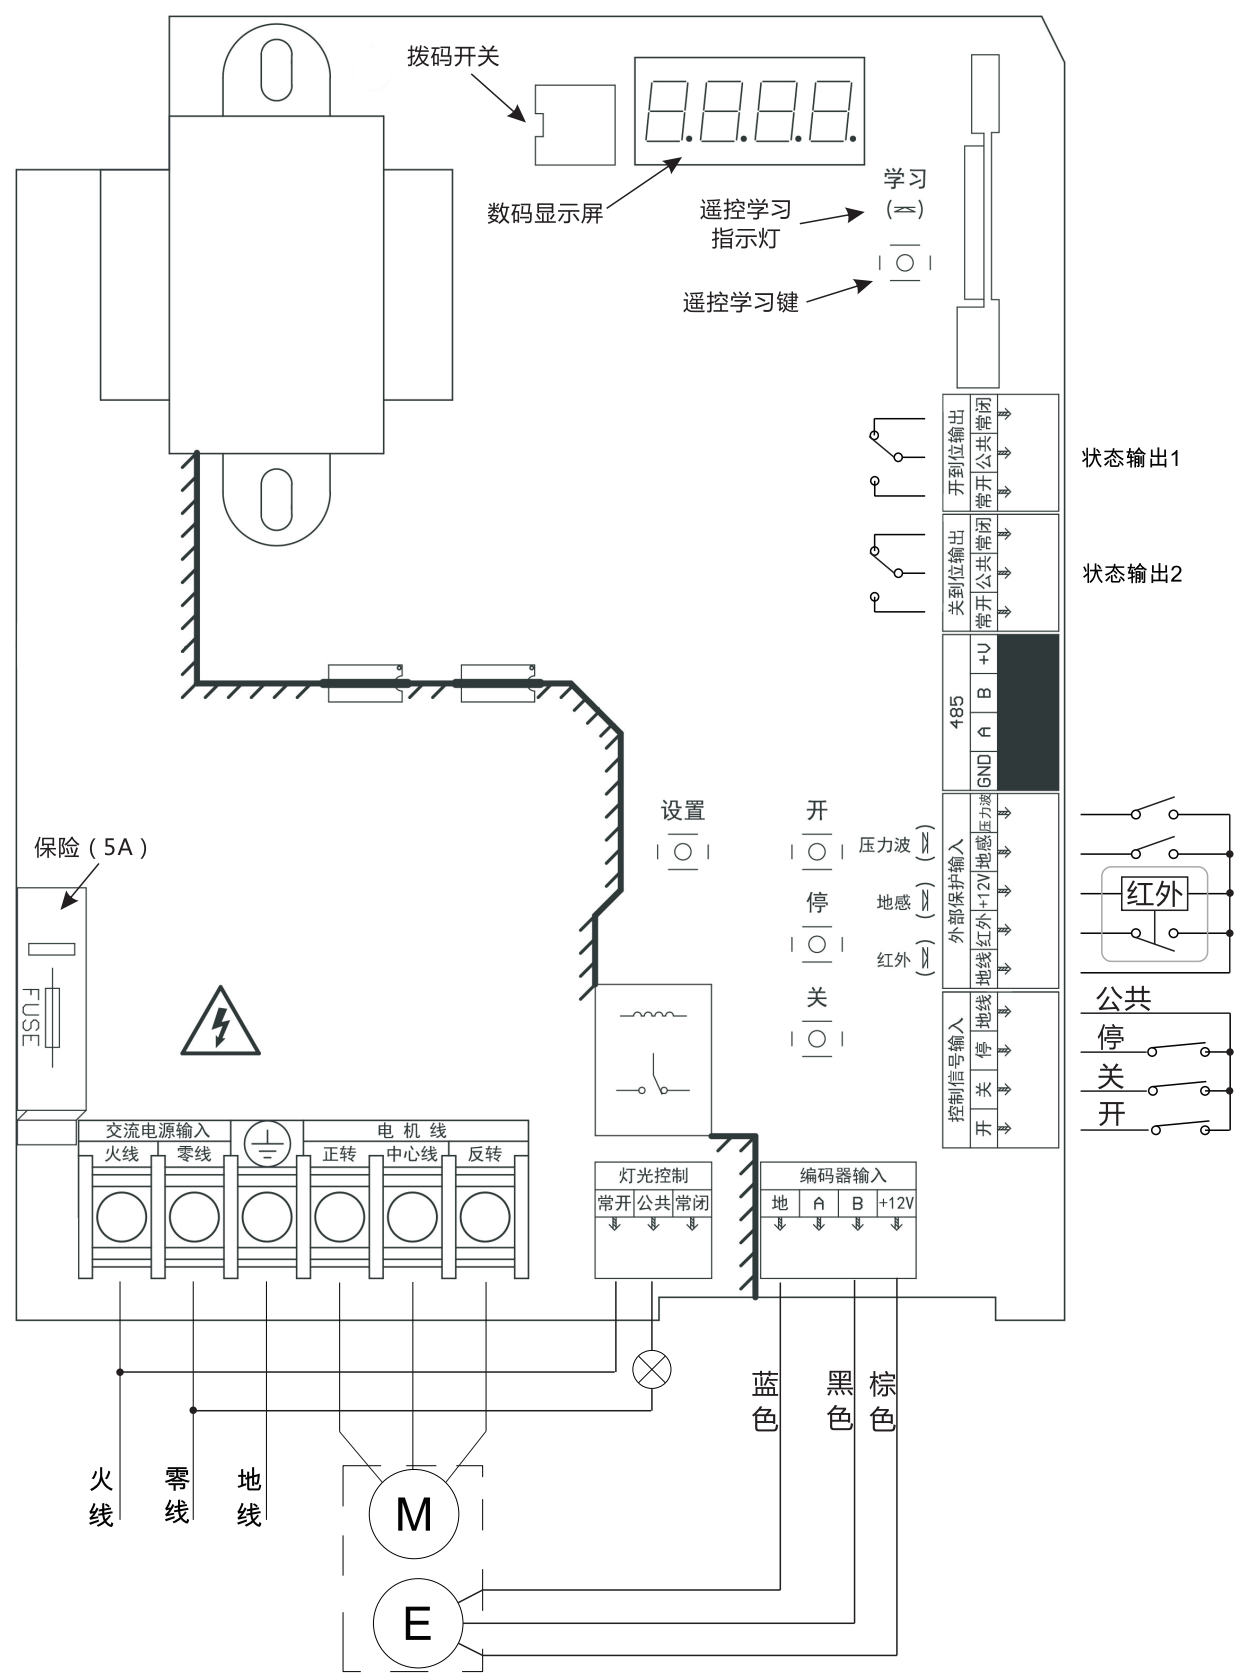 拨码开关
数码显示屏
学习
遥控学习
指示灯
遥控学习键
开到位输出
常闭
公共
常开
状态输出1
关到位输出
常闭
公共
常开
状态输出2
485
+V
B
A
GND
设置
开
停
关
压力波
地感
红外
外部保护输入
压力波
地感
+12V
红外
地线
红外
控制信号输入
地线
停
关
开
公共
停
关
开
保险（5A）
FUSE
交流电源输入
电 机 线
火线 零线 正转 中心线 反转
灯光控制
常开 公共 常闭
编码器输入
地 A B +12V
火线
零线
地线
蓝色
黑色
棕色
M
E